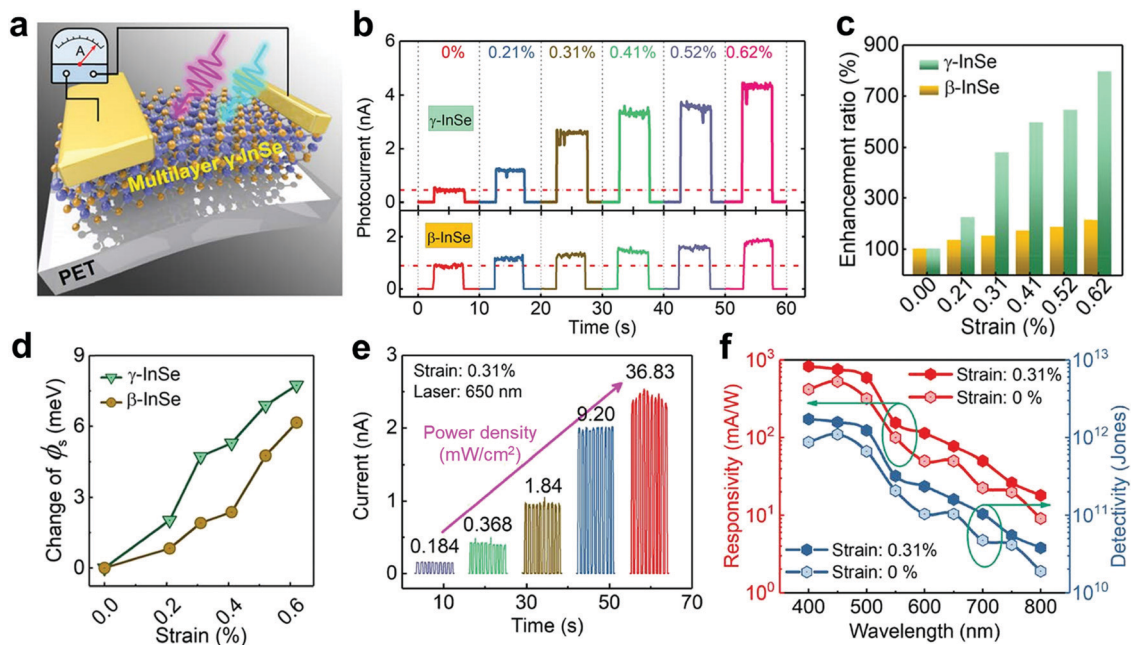 a
A
Multilayer γ-InSe
PET
b
0% 0.21% 0.31% 0.41% 0.52% 0.62%
γ-InSe
β-InSe
Photocurrent (nA)
6
4
2
0
2
1
0
0 10 20 30 40 50 60
Time (s)
c
Enhancement ratio (%)
900
700
500
300
100
γ-InSe
β-InSe
0.00 0.21 0.31 0.41 0.52 0.62
Strain (%)
d
Change of ϕs (meV)
9
6
3
0
γ-InSe
β-InSe
0.0 0.2 0.4 0.6
Strain (%)
e
Current (nA)
3
2
1
0
Strain: 0.31%
Laser: 650 nm
Power density
(mW/cm²)
0.184
0.368
1.84
9.20
36.83
10 20 30 40 50 60 70
Time (s)
f
Responsivity (mA/W)
10³
10²
10¹
10⁰
Strain: 0.31%
Strain: 0 %
Strain: 0.31%
Strain: 0 %
10¹³
10¹²
10¹¹
10¹⁰
Detectivity (Jones)
400 500 600 700 800
Wavelength (nm)